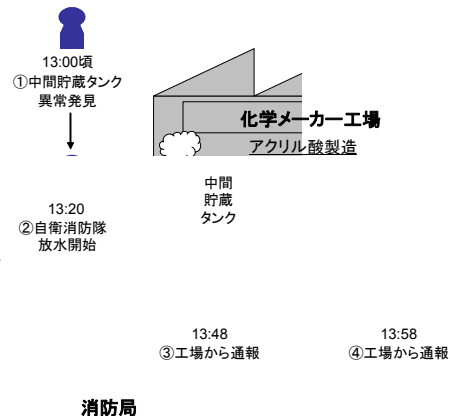 13:00頃
①中間貯蔵タンク
異常発見
化学メーカー工場
アクリル酸製造
中間
貯蔵
タンク
13:20
②自衛消防隊
放水開始
13:48
③工場から通報
13:58
④工場から通報
消防局